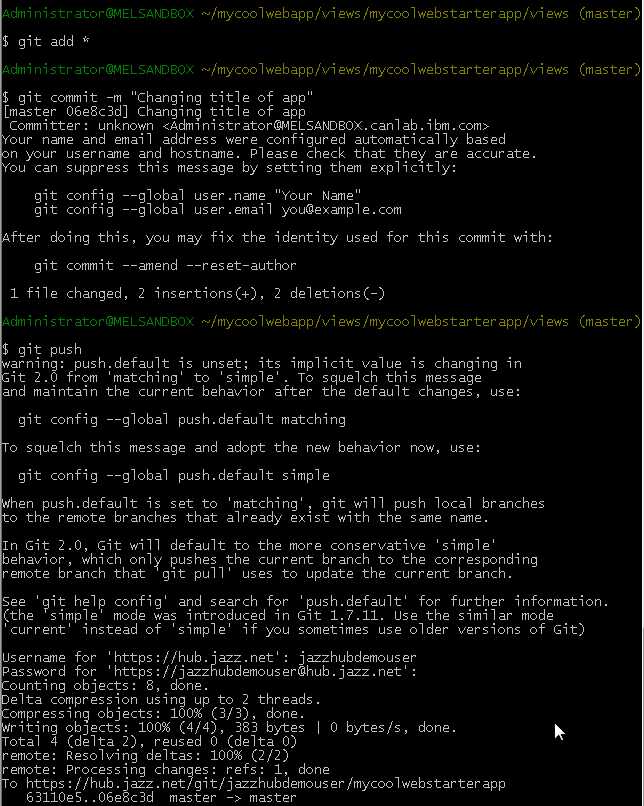 Administrator@MELSANDBOX ~/mycoolwebapp/views/mycoolwebstarterapp/views (master)
$ git add *
Administrator@MELSANDBOX ~/mycoolwebapp/views/mycoolwebstarterapp/views (master)
$ git commit -m "Changing title of app"
[master 06e8c3d] Changing title of app
Committer: unknown <Administrator@MELSANDBOX.canlab.ibm.com>
Your name and email address were configured automatically based
on your username and hostname. Please check that they are accurate.
You can suppress this message by setting them explicitly:
git config --global user.name "Your Name"
git config --global user.email you@example.com
After doing this, you may fix the identity used for this commit with:
git commit --amend --reset-author
1 file changed, 2 insertions(+), 2 deletions(-)
Administrator@MELSANDBOX ~/mycoolwebapp/views/mycoolwebstarterapp/views (master)
$ git push
warning: push.default is unset; its implicit value is changing in
Git 2.0 from 'matching' to 'simple'. To squelch this message
and maintain the current behavior after the default changes, use:
git config --global push.default matching
To squelch this message and adopt the new behavior now, use:
git config --global push.default simple
When push.default is set to 'matching', git will push local branches
to the remote branches that already exist with the same name.
In Git 2.0, Git will default to the more conservative 'simple'
behavior, which only pushes the current branch to the corresponding
remote branch that 'git pull' uses to update the current branch.
See 'git help config' and search for 'push.default' for further information.
(the 'simple' mode was introduced in Git 1.7.11. Use the similar mode
'current' instead of 'simple' if you sometimes use older versions of Git)
Username for 'https://hub.jazz.net': jazzhubdemouser
Password for 'https://jazzhubdemouser@hub.jazz.net':
Counting objects: 8, done.
Delta compression using up to 2 threads.
Compressing objects: 100% (3/3), done.
Writing objects: 100% (4/4), 383 bytes | 0 bytes/s, done.
Total 4 (delta 2), reused 0 (delta 0)
remote: Resolving deltas: 100% (2/2)
remote: Processing changes: refs: 1, done
To https://hub.jazz.net/git/jazzhubdemouser/mycoolwebstarterapp
63110e5..06e8c3d  master -> master